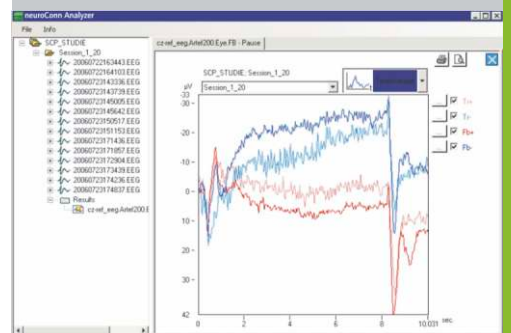 neuroConn Analyzer
File Info
SCP_STUDIE
Session_1_20
20060722163443.EEG
20060722164103.EEG
20060723143336.EEG
20060723143739.EEG
20060723145005.EEG
20060723145642.EEG
20060723150517.EEG
20060723151153.EEG
20060723171436.EEG
20060723171857.EEG
20060723172904.EEG
20060723173439.EEG
20060723174236.EEG
20060723174837.EEG
Results
cz-ref_eeg.Artef200.E
cz-ref_eeg.Artef200.Eye.FB - Pause
SCP_STUDIE: Session_1_20
Session_1_20
µV
-33
-30
-20
-10
0
10
20
30
42
0 2 4 6 8 10.031 sec.
Tr+
Tr-
Fb+
Fb-